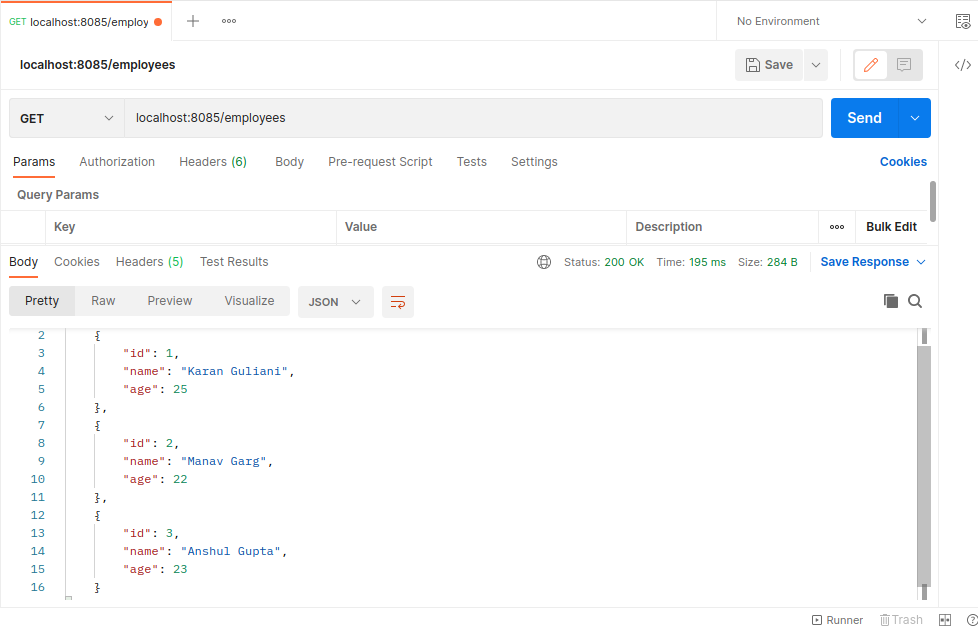 GET localhost:8085/employ
No Environment
localhost:8085/employees
Save
GET localhost:8085/employees Send
Params Authorization Headers (6) Body Pre-request Script Tests Settings Cookies
Query Params
Key Value Description Bulk Edit
Body Cookies Headers (5) Test Results Status: 200 OK Time: 195 ms Size: 284 B Save Response
Pretty Raw Preview Visualize JSON
2 {
3 "id": 1,
4 "name": "Karan Guliani",
5 "age": 25
6 },
7 {
8 "id": 2,
9 "name": "Manav Garg",
10 "age": 22
11 },
12 {
13 "id": 3,
14 "name": "Anshul Gupta",
15 "age": 23
16 }
Runner Trash